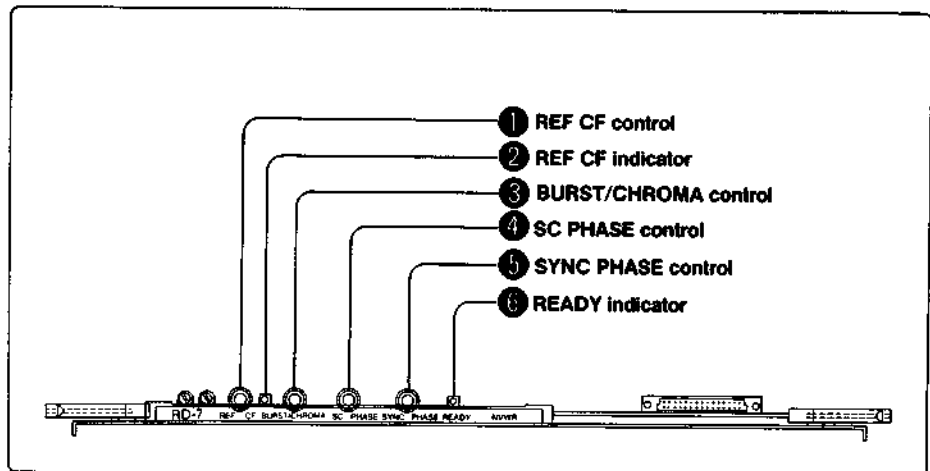 1 REF CF control
2 REF CF indicator
3 BURST/CHROMA control
4 SC PHASE control
5 SYNC PHASE control
6 READY indicator
RD-7 REF CF BURST/CHROMA SC PHASE SYNC PHASE READY